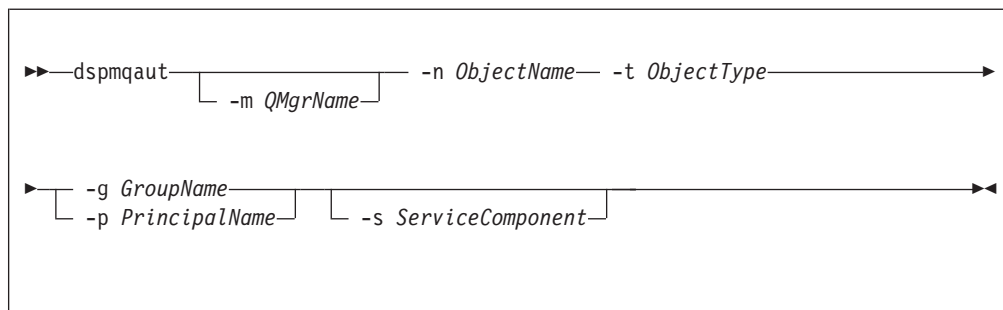 dspmqaut -n ObjectName -t ObjectType
-m QMgrName
-g GroupName
-p PrincipalName -s ServiceComponent